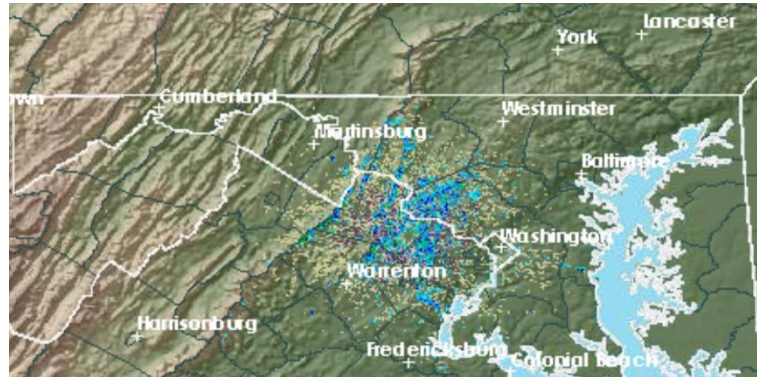 Lancaster
York
Cumberland
Westminster
Martinsburg
Baltimore
Washington
Warrenton
Harrisonburg
Fredericksburg
Colonial Beach